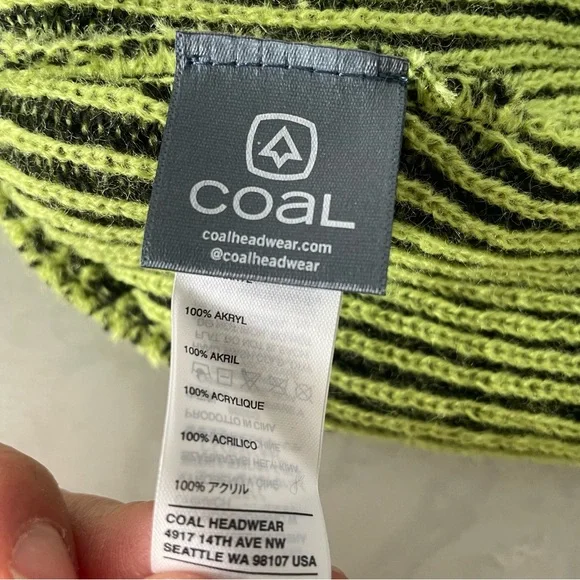 COAL
coalheadwear.com
@coalheadwear
100% AKRYL
100% AKRIL
100% ACRYLIQUE
100% ACRILICO
100% アクリル
COAL HEADWEAR
4917 14TH AVE NW
SEATTLE WA 98107 USA